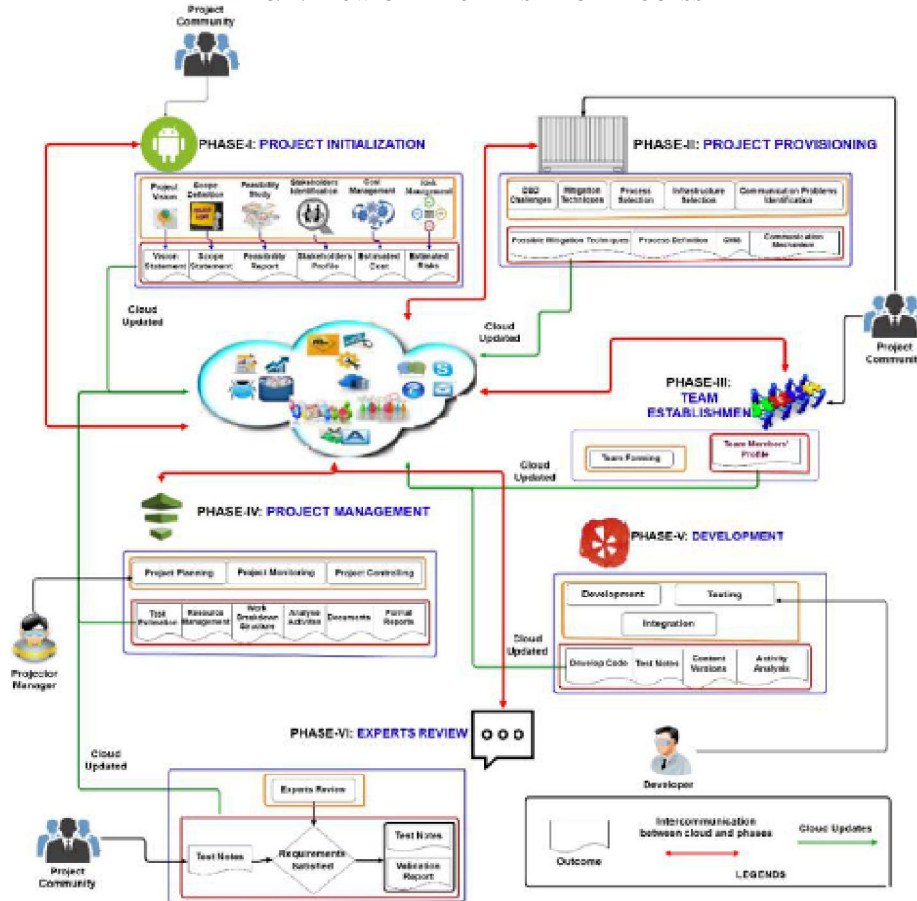 Project
Community
PHASE-I: PROJECT INITIALIZATION
PHASE-II: PROJECT PROVISIONING
Project
Vision
Scope
Definition
Feasibility
Study
Stakeholders
Identification
Cost
Management
Risk
Management
Vision
Statement
Scope
Statement
Feasibility
Report
Stakeholders
Profile
Estimated
Cost
Estimated
Risks
Challenges
Mitigation
Techniques
Process
Selection
Infrastructure
Selection
Communication Problems
Identification
Possible Mitigation Techniques
Process Definition
Communication
Mechanism
Cloud
Updated
Cloud
Updated
Project
Community
PHASE-III:
TEAM
ESTABLISHMEN
Team Forming
Team Members'
Profile
Cloud
Updated
PHASE-IV: PROJECT MANAGEMENT
Project Planning
Project Monitoring
Project Controlling
Task
Estimation
Resource
Management
Work
Breakdown
Structure
Activities
Documents
Formal
Reports
Projector
Manager
PHASE-V: DEVELOPMENT
Development
Testing
Integration
Develop Code
Test Notes
Content
Versions
Activity
Analysis
Cloud
Updated
PHASE-VI: EXPERTS REVIEW
Cloud
Updated
Experts Review
Test Notes
Requirements
Satisfied
Test Notes
Validation
Report
Project
Community
Developer
Outcome
Intercommunication
between cloud and phases
Cloud Updates
LEGENDS